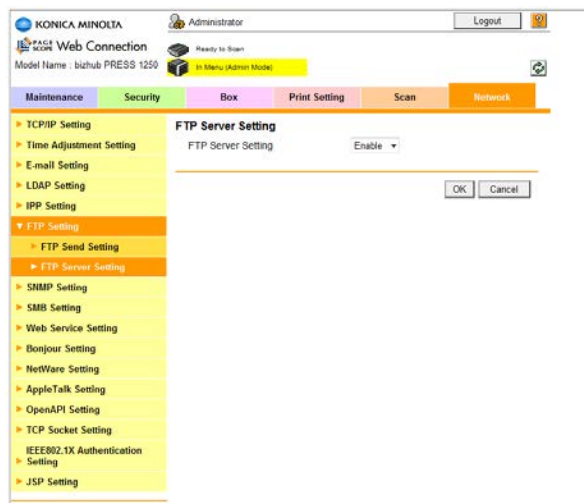 KONICA MINOLTA
Administrator
Logout
?
PAGE SCOPE Web Connection
Ready to Scan
Model Name : bizhub PRESS 1250
In Menu (Admin Mode)
Maintenance Security Box Print Setting Scan Network
TCP/IP Setting
Time Adjustment Setting
E-mail Setting
LDAP Setting
IPP Setting
FTP Setting
FTP Send Setting
FTP Server Setting
SNMP Setting
SMB Setting
Web Service Setting
Bonjour Setting
NetWare Setting
AppleTalk Setting
OpenAPI Setting
TCP Socket Setting
IEEE802.1X Authentication
Setting
JSP Setting
FTP Server Setting
FTP Server Setting Enable
OK Cancel